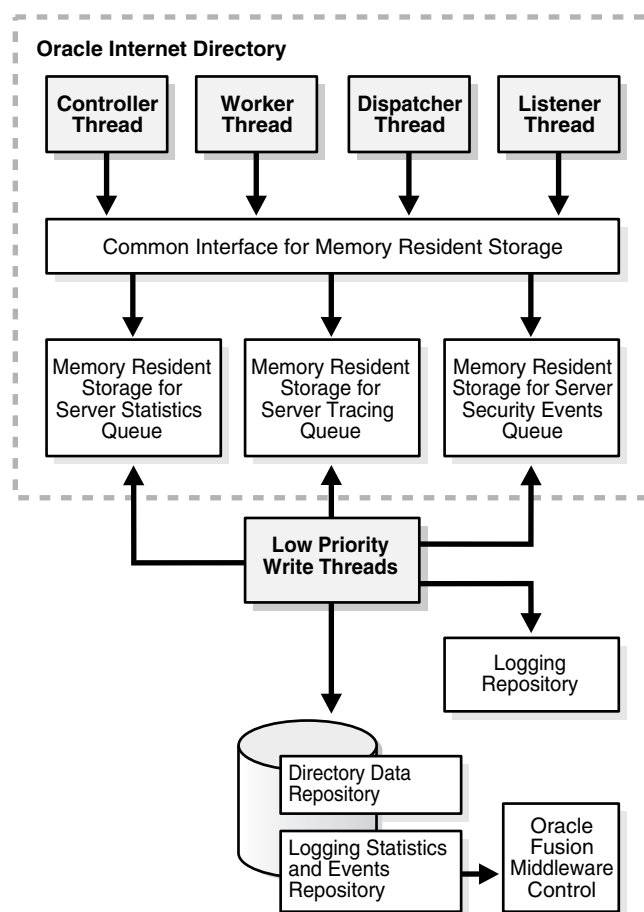 Oracle Internet Directory
Controller
Thread
Worker
Thread
Dispatcher
Thread
Listener
Thread
Common Interface for Memory Resident Storage
Memory Resident
Storage for
Server Statistics
Queue
Memory Resident
Storage for
Server Tracing
Queue
Memory Resident
Storage for Server
Security Events
Queue
Low Priority
Write Threads
Logging
Repository
Directory Data
Repository
Logging Statistics
and Events
Repository
Oracle
Fusion
Middleware
Control